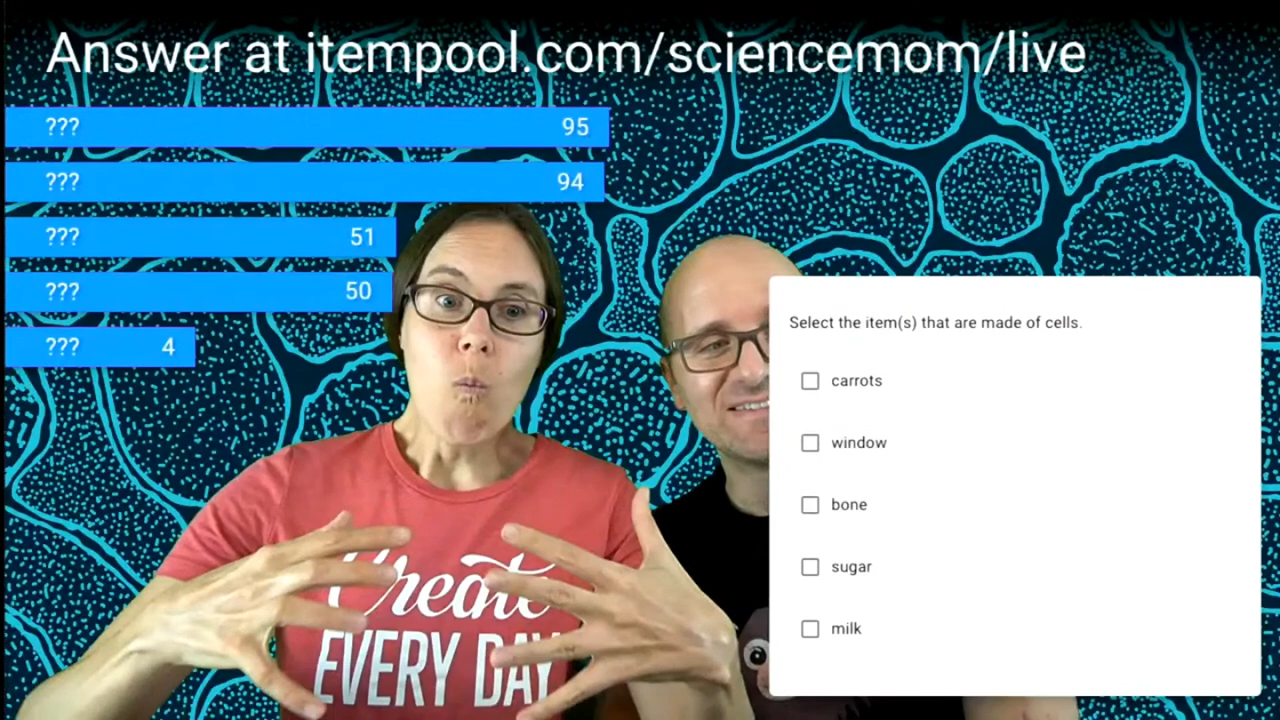 Answer at itempool.com/sciencemom/live
??? 95
??? 94
??? 51
??? 50
??? 4
Select the item(s) that are made of cells.
carrots
window
bone
sugar
milk
Create
EVERY DAY